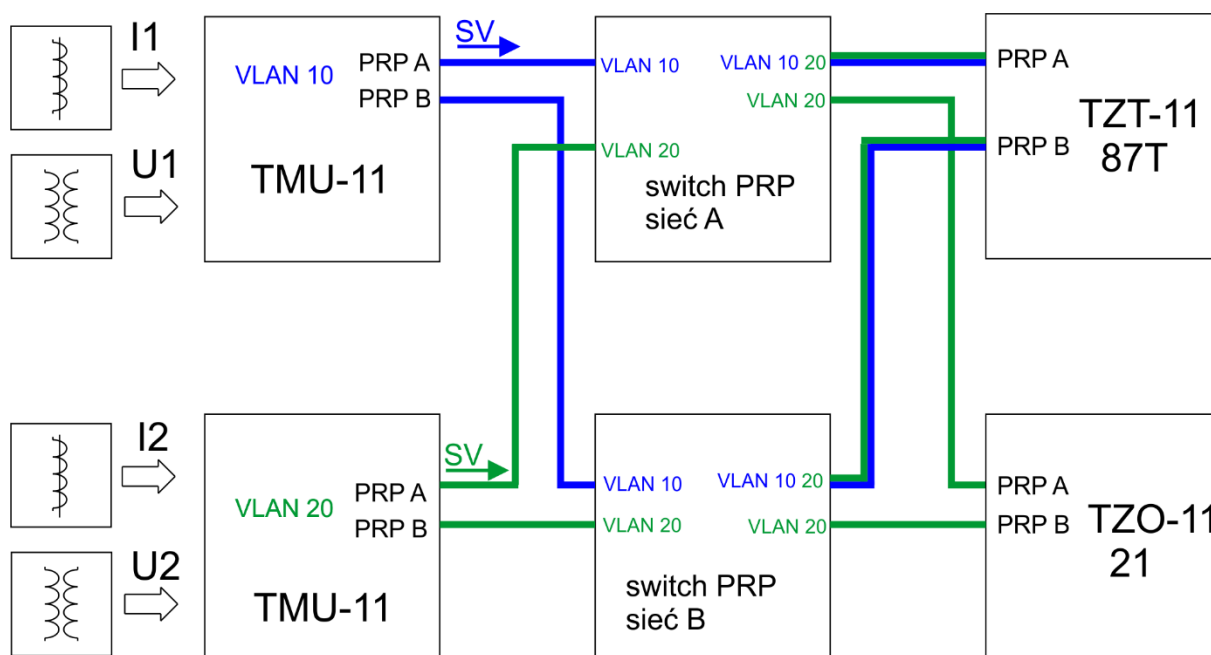 I1
U1
VLAN 10
PRP A
PRP B
TMU-11
SV
VLAN 10
VLAN 10 20
VLAN 20
VLAN 20
switch PRP
sieć A
PRP A
PRP B
TZT-11
87T
I2
U2
VLAN 20
PRP A
PRP B
TMU-11
SV
VLAN 10
VLAN 10 20
VLAN 20
VLAN 20
switch PRP
sieć B
PRP A
PRP B
TZO-11
21